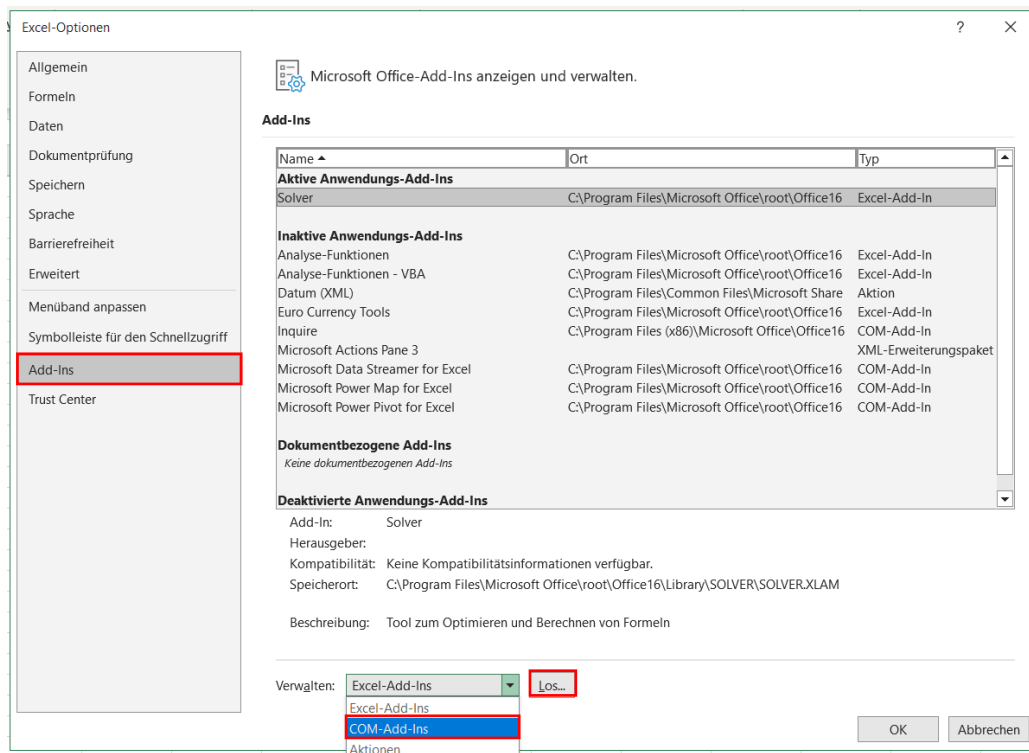 Excel-Optionen
?
Allgemein
Formeln
Daten
Dokumentprüfung
Speichern
Sprache
Barrierefreiheit
Erweitert
Menüband anpassen
Symbolleiste für den Schnellzugriff
Add-Ins
Trust Center
Microsoft Office-Add-Ins anzeigen und verwalten.
Add-Ins
Name Ort Typ
Aktive Anwendungs-Add-Ins
Solver C:\Program Files\Microsoft Office\root\Office16 Excel-Add-In
Inaktive Anwendungs-Add-Ins
Analyse-Funktionen C:\Program Files\Microsoft Office\root\Office16 Excel-Add-In
Analyse-Funktionen - VBA C:\Program Files\Microsoft Office\root\Office16 Excel-Add-In
Datum (XML) C:\Program Files\Common Files\Microsoft Share Aktion
Euro Currency Tools C:\Program Files\Microsoft Office\root\Office16 Excel-Add-In
Inquire C:\Program Files (x86)\Microsoft Office\Office16 COM-Add-In
Microsoft Actions Pane 3 XML-Erweiterungspaket
Microsoft Data Streamer for Excel C:\Program Files\Microsoft Office\root\Office16 COM-Add-In
Microsoft Power Map for Excel C:\Program Files\Microsoft Office\root\Office16 COM-Add-In
Microsoft Power Pivot for Excel C:\Program Files\Microsoft Office\root\Office16 COM-Add-In
Dokumentbezogene Add-Ins
Keine dokumentbezogenen Add-Ins
Deaktivierte Anwendungs-Add-Ins
Add-In: Solver
Herausgeber:
Kompatibilität: Keine Kompatibilitätsinformationen verfügbar.
Speicherort: C:\Program Files\Microsoft Office\root\Office16\Library\SOLVER\SOLVER.XLAM
Beschreibung: Tool zum Optimieren und Berechnen von Formeln
Verwalten: Excel-Add-Ins Los...
Excel-Add-Ins
COM-Add-Ins
Aktionen
OK Abbrechen